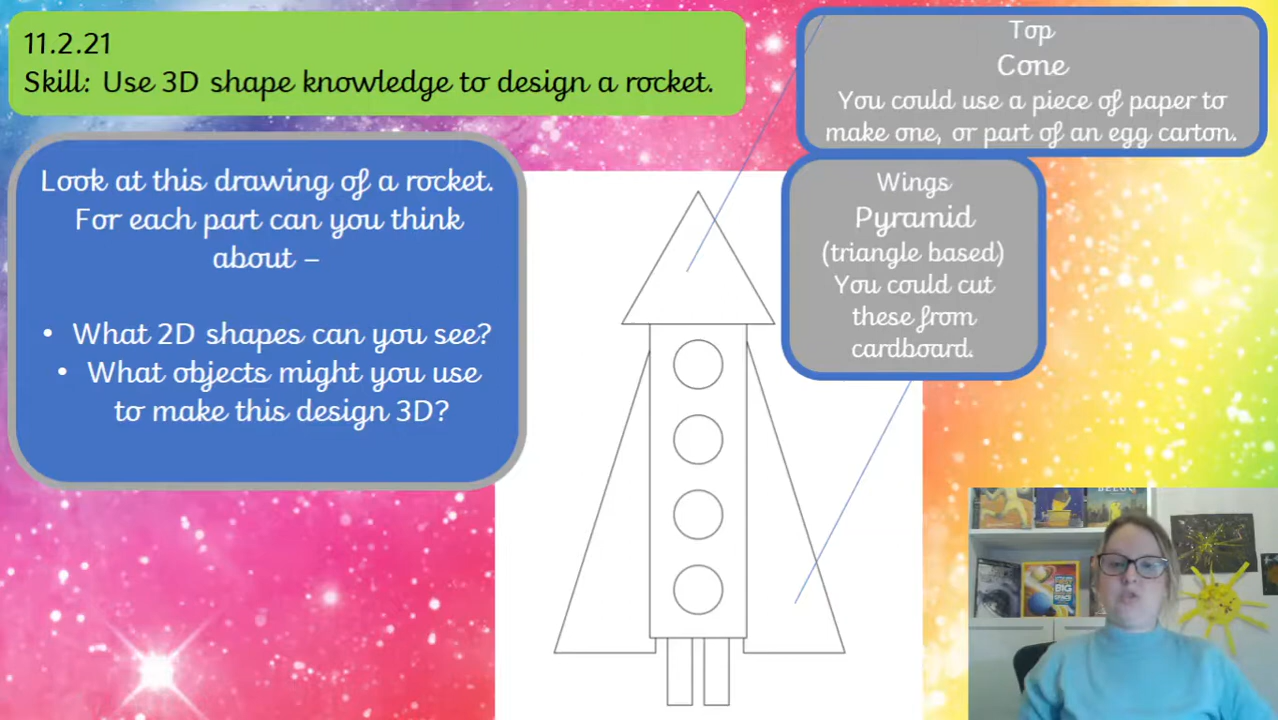 11.2.21
Skill: Use 3D shape knowledge to design a rocket.
Look at this drawing of a rocket.
For each part can you think
about –
• What 2D shapes can you see?
• What objects might you use
to make this design 3D?
Top
Cone
You could use a piece of paper to
make one, or part of an egg carton.
Wings
Pyramid
(triangle based)
You could cut
these from
cardboard.
BIG
SPACE